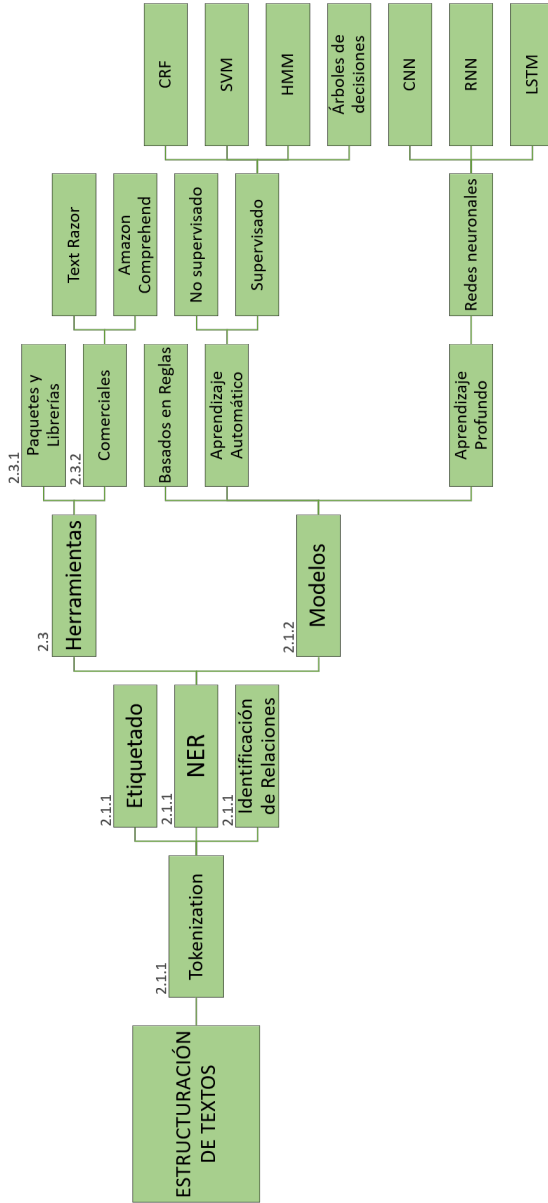 ESTRUCTURACIÓN
DE TEXTOS
2.1.1
Tokenization
2.1.1
Etiquetado
2.1.1
NER
2.1.1
Identificación
de Relaciones
2.3
Herramientas
2.1.2
Modelos
2.3.1
Paquetes y
Librerías
2.3.2
Comerciales
Basados en Reglas
Aprendizaje
Automático
Aprendizaje
Profundo
Text Razor
Amazon
Comprehend
No supervisado
Supervisado
Redes neuronales
CRF
SVM
HMM
Árboles de
decisiones
CNN
RNN
LSTM